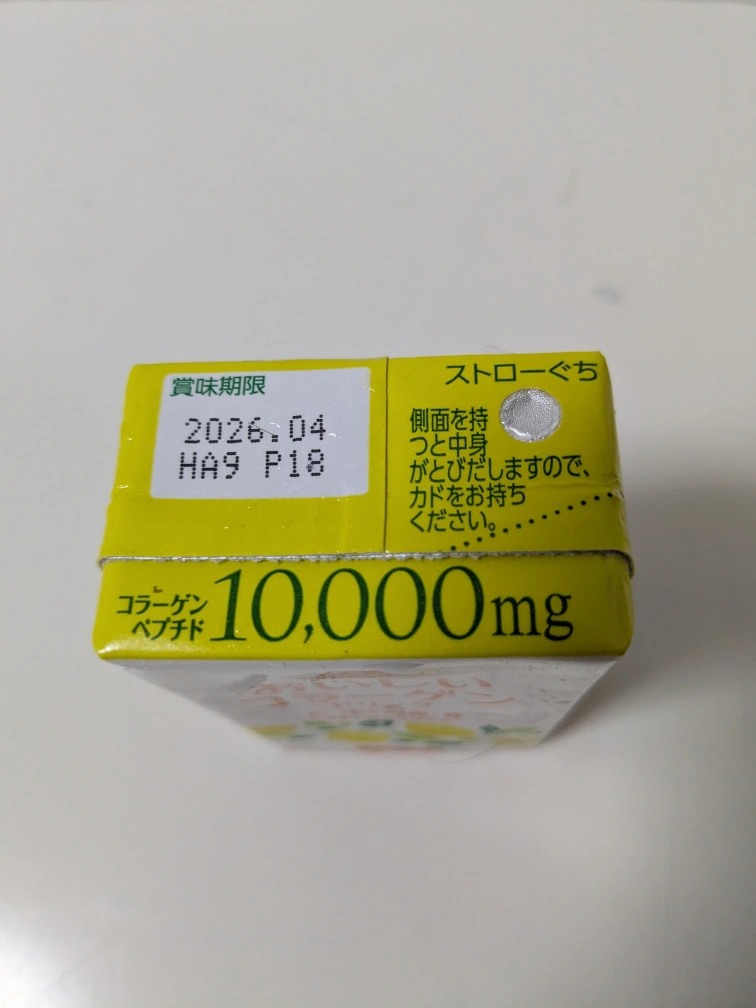 賞味期限
2026.04
HA9 P18
ストローぐち
側面を持
つと中身
がとびだしますので、
カドをお持ち
ください。
コラーゲン
ペプチド
10,000mg